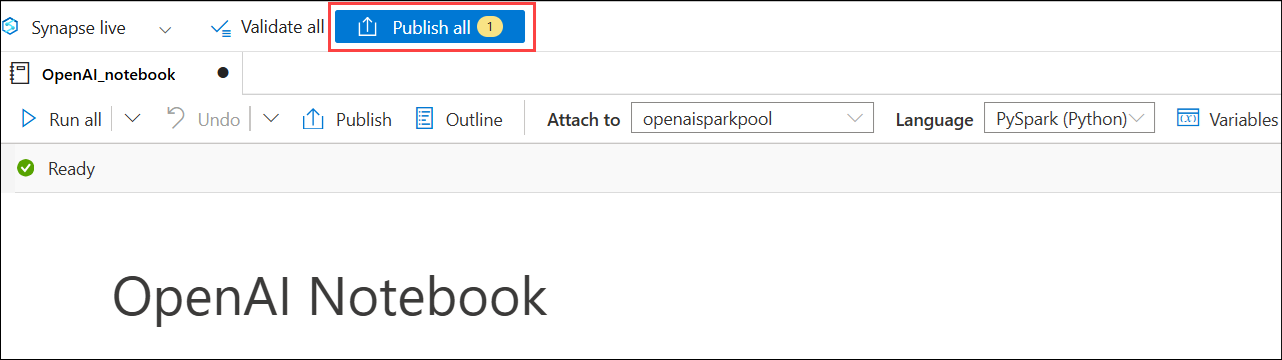 Synapse live Validate all Publish all 1
OpenAI_notebook
Run all Undo Publish Outline Attach to openaisparkpool Language PySpark (Python) (x) Variables
Ready
OpenAI Notebook